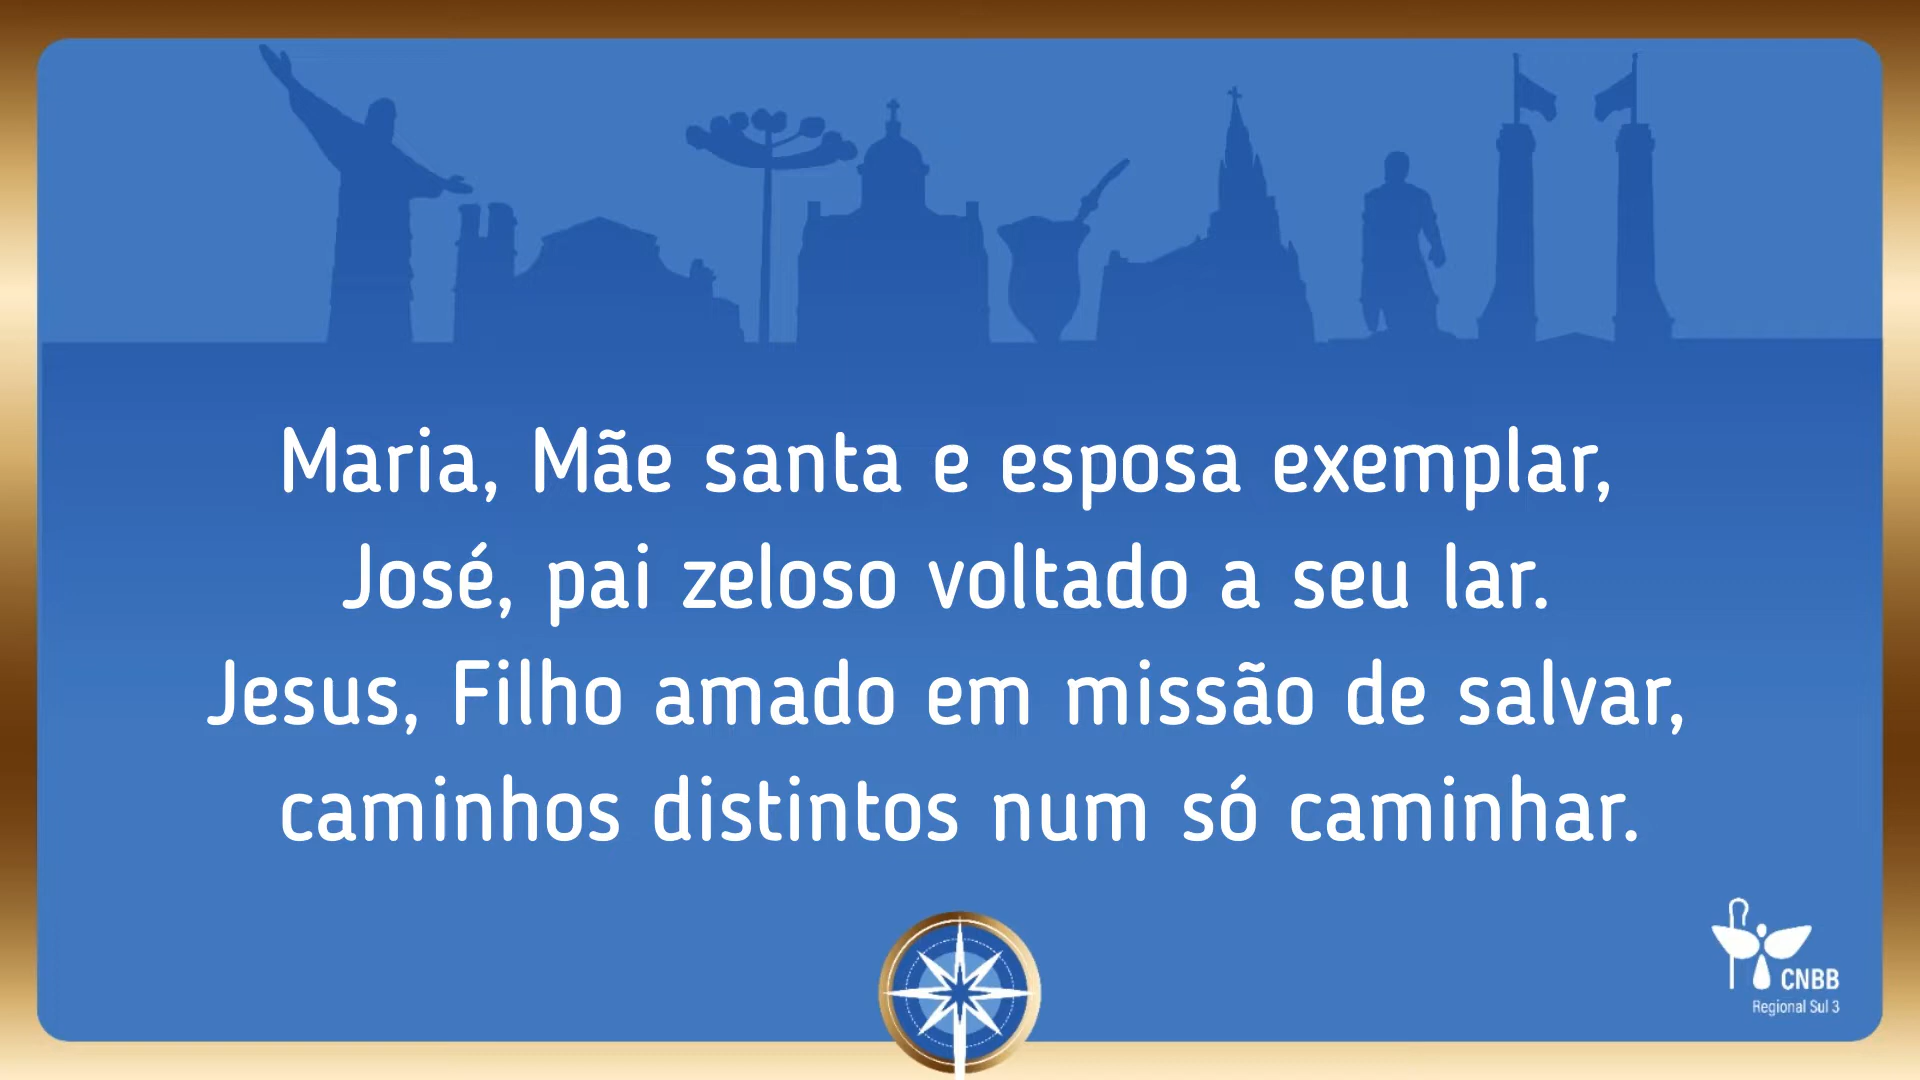 Maria, Mãe santa e esposa exemplar,
José, pai zeloso voltado a seu lar.
Jesus, Filho amado em missão de salvar,
caminhos distintos num só caminhar.
CNBB
Regional Sul 3